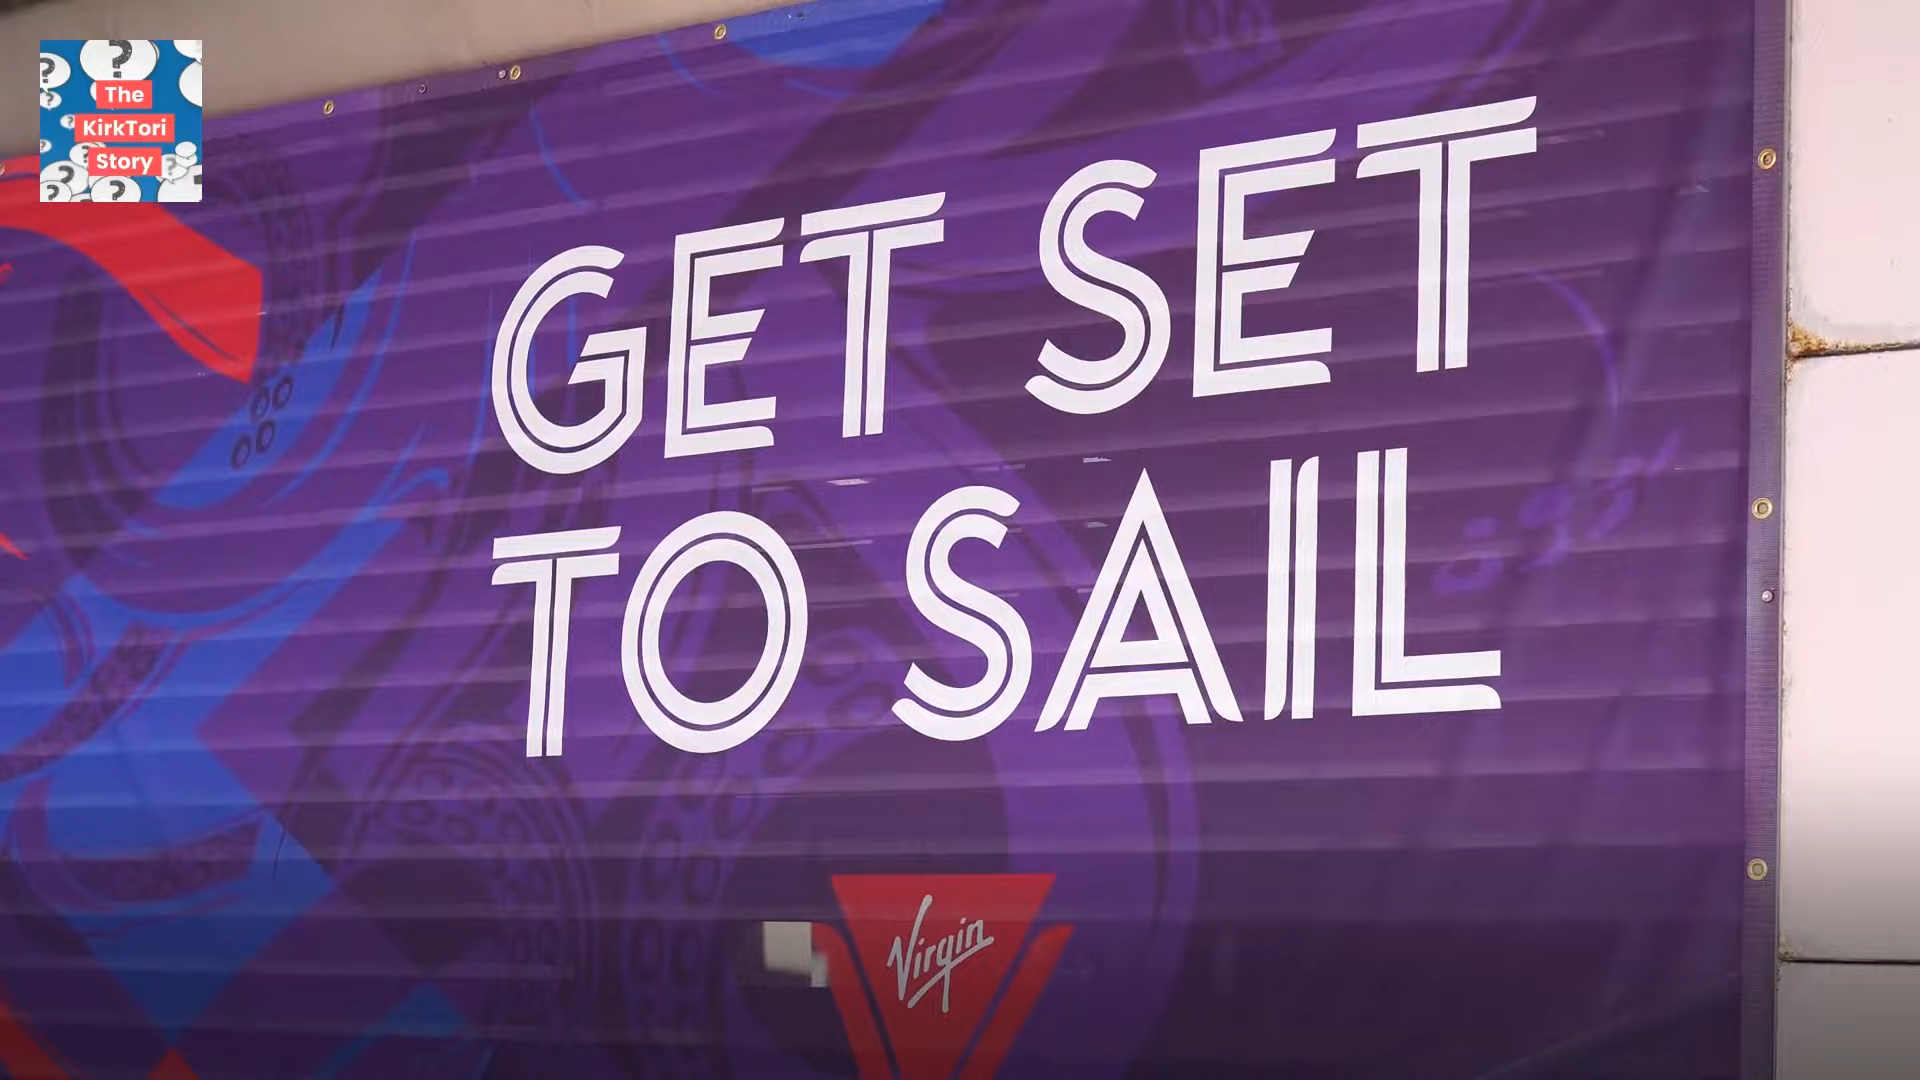 The
KirkTori
Story
GET SET
TO SAIL
Virgin